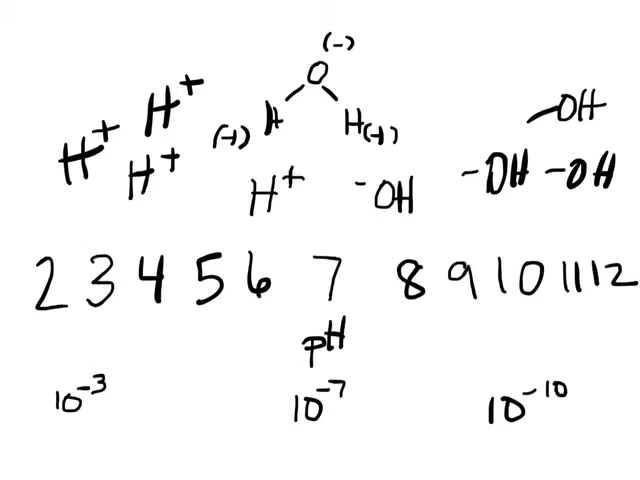 (-)
O
H+ H+ (+) H H (+) OH
H+ H+ -OH -OH -OH
2 3 4 5 6 7 8 9 10 11 12
pH
10-3 10-7 10-10